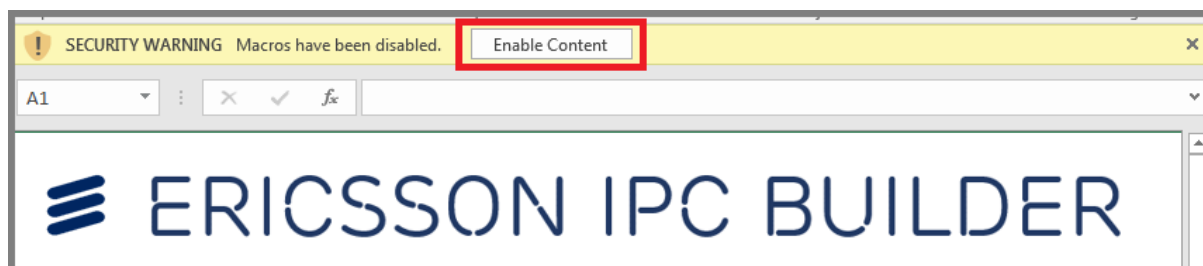 SECURITY WARNING Macros have been disabled. Enable Content
A1 fx
ERICSSON IPC BUILDER